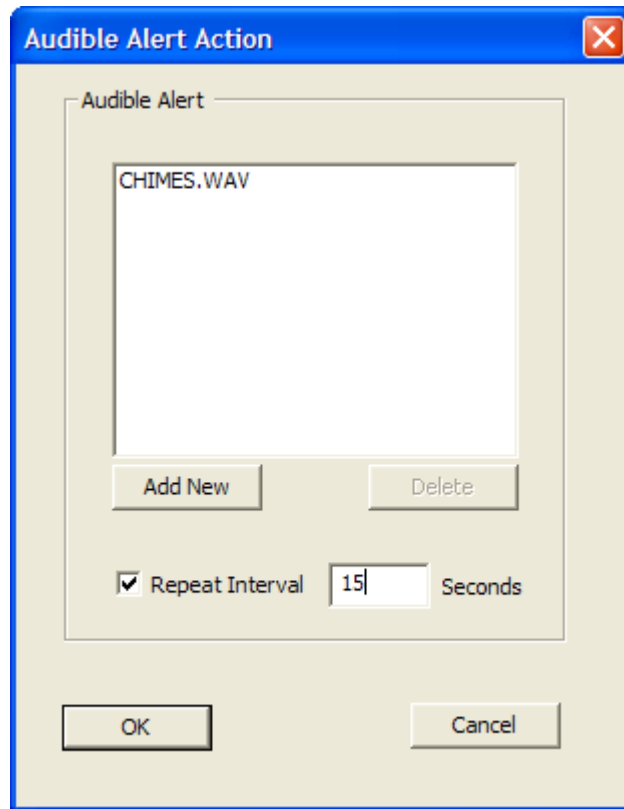 Audible Alert Action
Audible Alert
CHIMES.WAV
Add New Delete
Repeat Interval 15 Seconds
OK Cancel